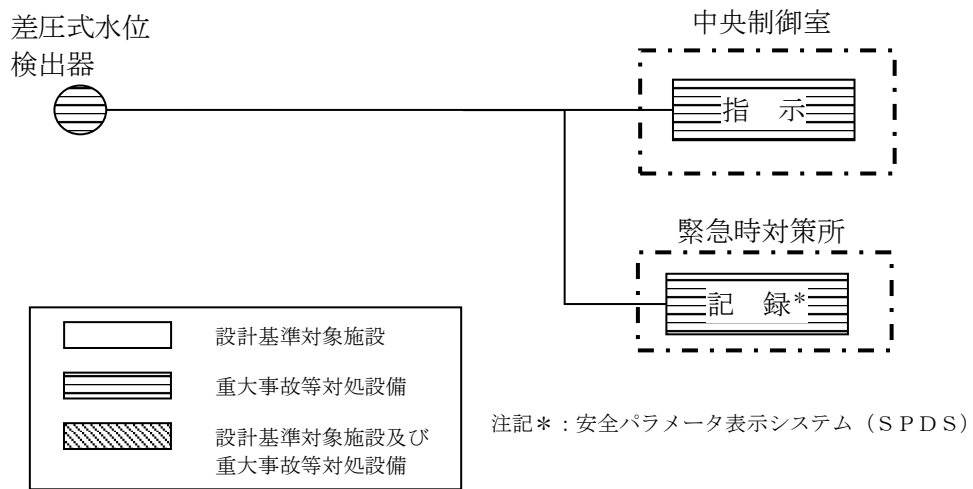 差圧式水位
検出器
中央制御室
指　示
緊急時対策所
記　録*
設計基準対象施設
重大事故等対処設備
設計基準対象施設及び
重大事故等対処設備
注記＊：安全パラメータ表示システム（ＳＰＤＳ）